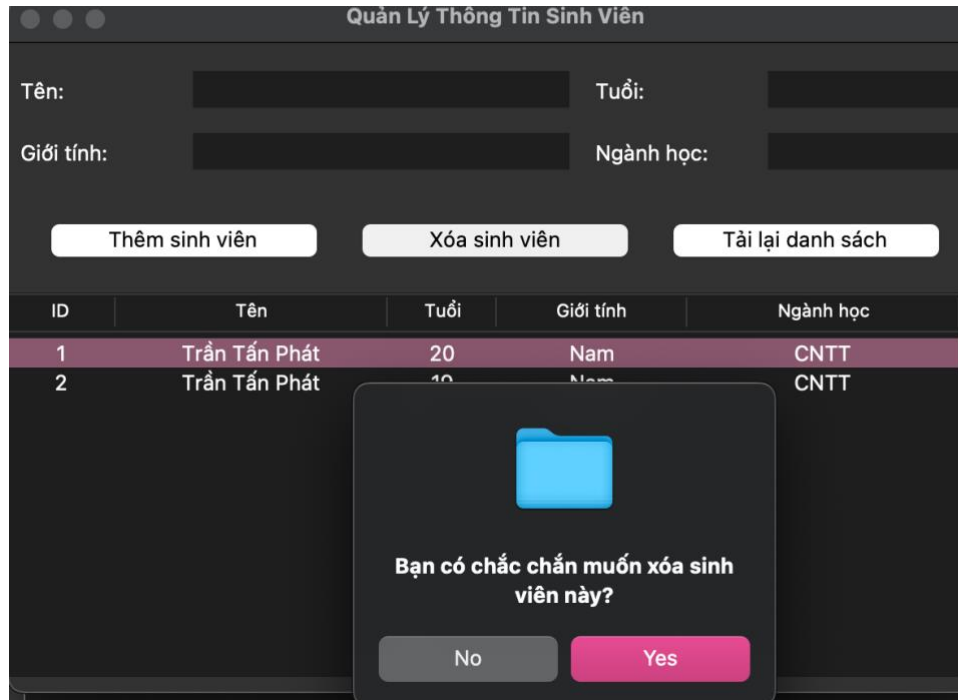 Quản Lý Thông Tin Sinh Viên
Tên: Tuổi:
Giới tính: Ngành học:
Thêm sinh viên Xóa sinh viên Tải lại danh sách
ID Tên Tuổi Giới tính Ngành học
1 Trần Tấn Phát 20 Nam CNTT
2 Trần Tấn Phát 19 Nam CNTT
Bạn có chắc chắn muốn xóa sinh
viên này?
No Yes